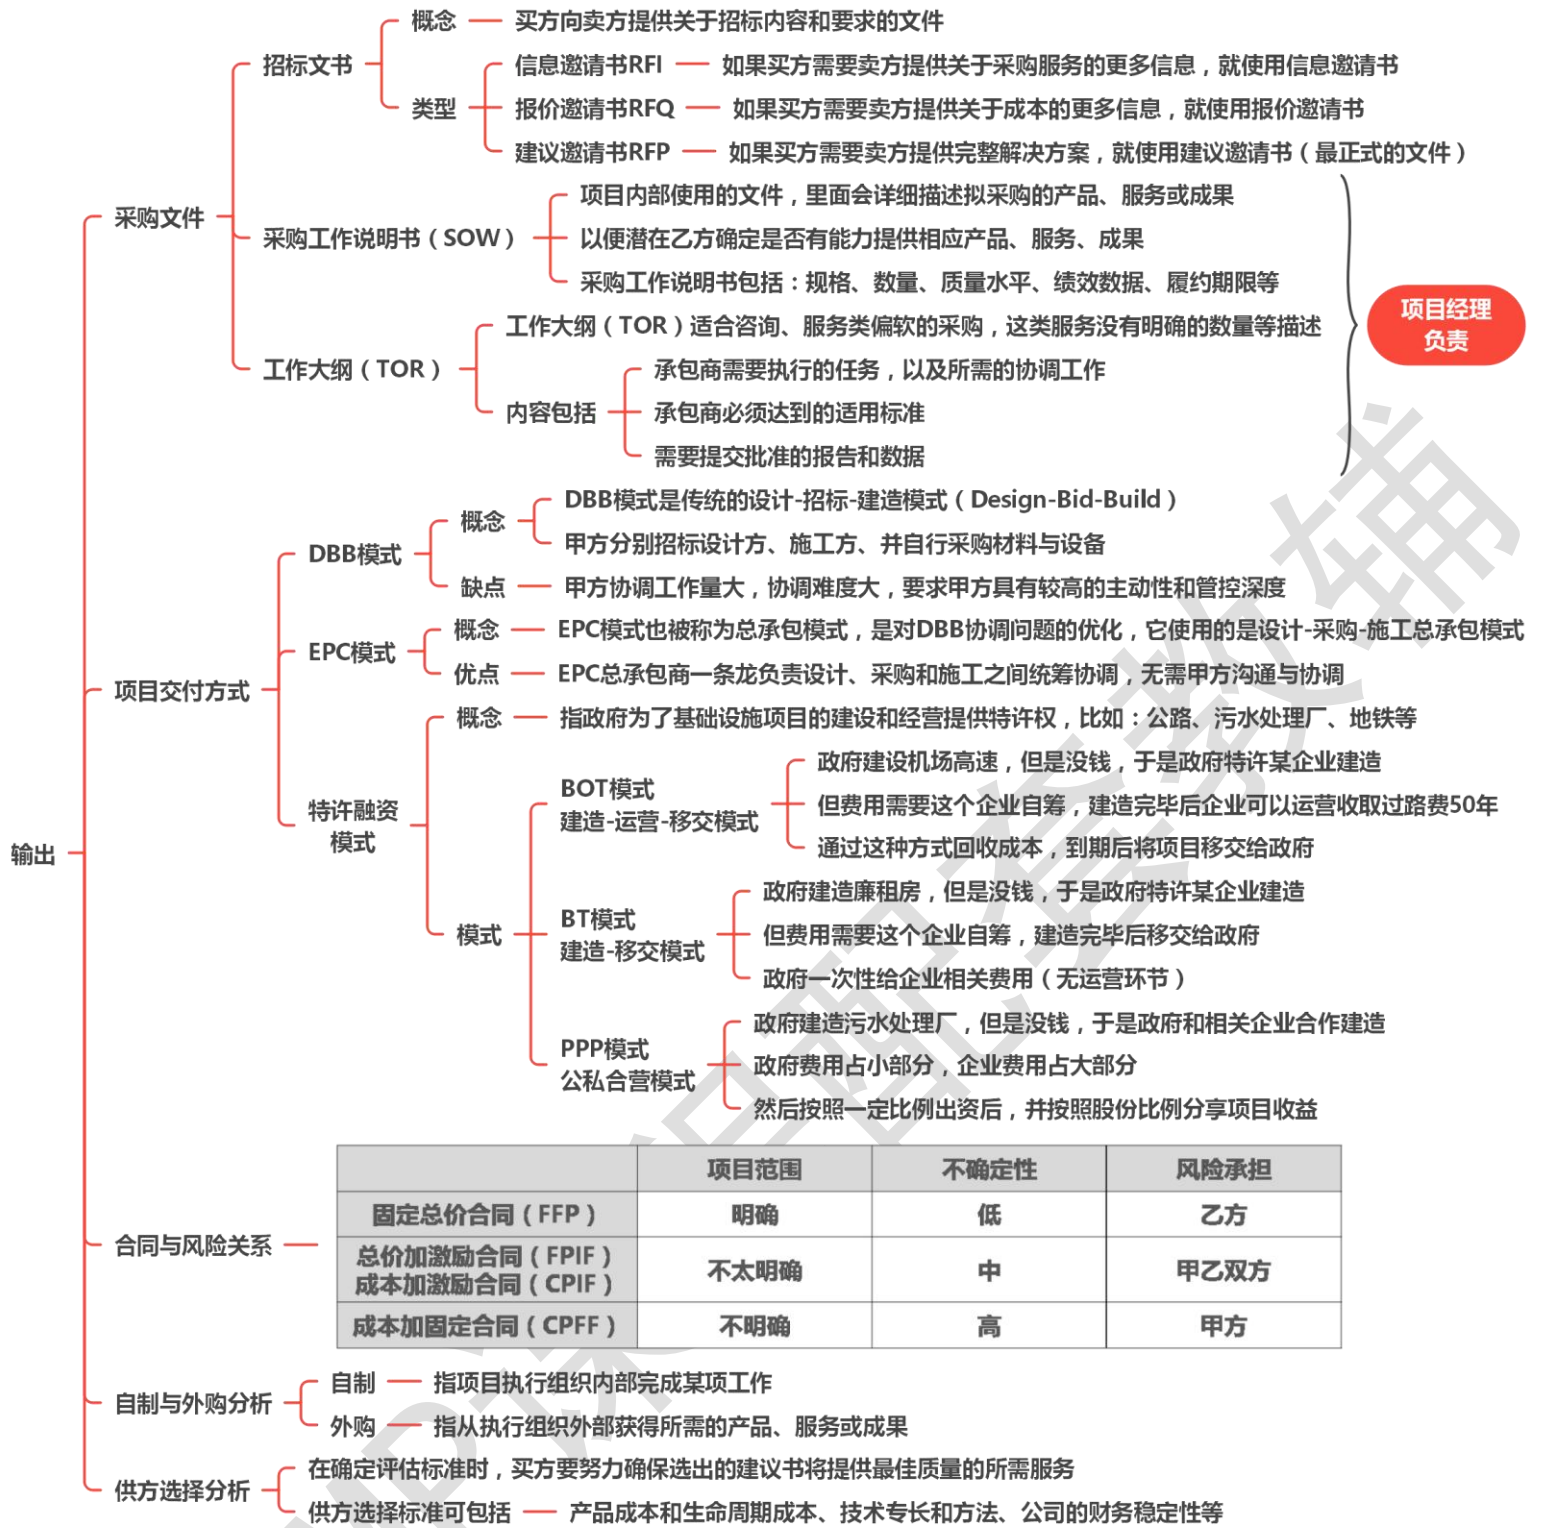 输出
采购文件
招标文书
概念
买方向卖方提供关于招标内容和要求的文件
类型
信息邀请书RFI
如果买方需要卖方提供关于采购服务的更多信息，就使用信息邀请书
报价邀请书RFQ
如果买方需要卖方提供关于成本的更多信息，就使用报价邀请书
建议邀请书RFP
如果买方需要卖方提供完整解决方案，就使用建议邀请书（最正式的文件）
采购工作说明书（SOW）
项目内部使用的文件，里面会详细描述拟采购的产品、服务或成果
以便潜在乙方确定是否有能力提供相应产品、服务、成果
采购工作说明书包括：规格、数量、质量水平、绩效数据、履约期限等
工作大纲（TOR）
工作大纲（TOR）适合咨询、服务类偏软的采购，这类服务没有明确的数量等描述
内容包括
承包商需要执行的任务，以及所需的协调工作
承包商必须达到的适用标准
需要提交批准的报告和数据
项目经理
负责
项目交付方式
DBB模式
概念
DBB模式是传统的设计-招标-建造模式（Design-Bid-Build）
甲方分别招标设计方、施工方、并自行采购材料与设备
缺点
甲方协调工作量大，协调难度大，要求甲方具有较高的主动性和管控深度
EPC模式
概念
EPC模式也被称为总承包模式，是对DBB协调问题的优化，它使用的是设计-采购-施工总承包模式
优点
EPC总承包商一条龙负责设计、采购和施工之间统筹协调，无需甲方沟通与协调
特许融资
模式
概念
指政府为了基础设施项目的建设和经营提供特许权，比如：公路、污水处理厂、地铁等
模式
BOT模式
建造-运营-移交模式
政府建设机场高速，但是没钱，于是政府特许某企业建造
但费用需要这个企业自筹，建造完毕后企业可以运营收取过路费50年
通过这种方式回收成本，到期后将项目移交给政府
BT模式
建造-移交模式
政府建造廉租房，但是没钱，于是政府特许某企业建造
但费用需要这个企业自筹，建造完毕后移交给政府
政府一次性给企业相关费用（无运营环节）
PPP模式
公私合营模式
政府建造污水处理厂，但是没钱，于是政府和相关企业合作建造
政府费用占小部分，企业费用占大部分
然后按照一定比例出资后，并按照股份比例分享项目收益
合同与风险关系
项目范围 不确定性 风险承担
固定总价合同（FFP） 明确 低 乙方
总价加激励合同（FPIF）
成本加激励合同（CPIF） 不太明确 中 甲乙双方
成本加固定合同（CPFF） 不明确 高 甲方
自制与外购分析
自制
指项目执行组织内部完成某项工作
外购
指从执行组织外部获得所需的产品、服务或成果
供方选择分析
在确定评估标准时，买方要努力确保选出的建议书将提供最佳质量的所需服务
供方选择标准可包括
产品成本和生命周期成本、技术专长和方法、公司的财务稳定性等
配套教辅